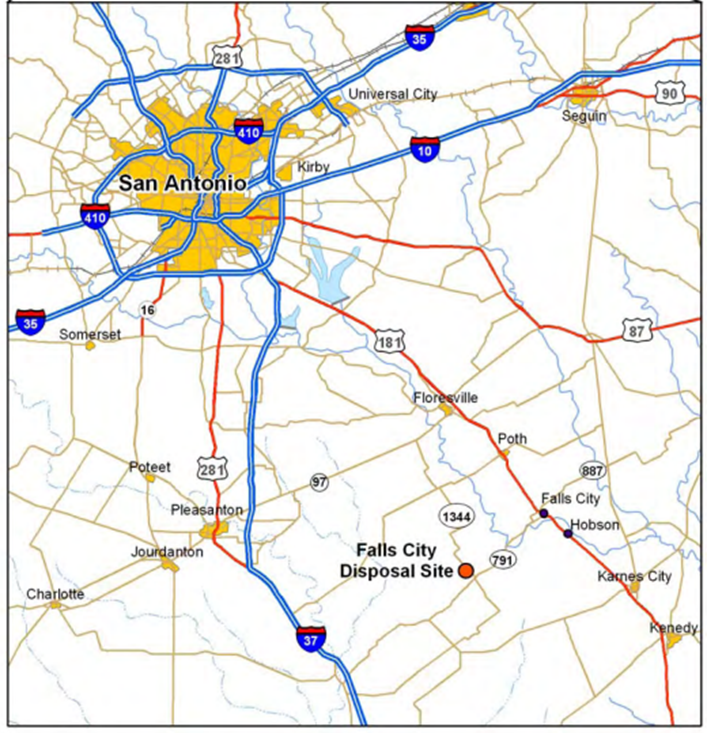 35
281
Universal City
90
Seguin
410
10
Kirby
San Antonio
410
16
35
87
181
Somerset
Floresville
Poth
Poteet
281
887
97
Falls City
Pleasanton
1344
Hobson
Falls City
Disposal Site
791
Jourdanton
Karnes City
Charlotte
Kenedy
37